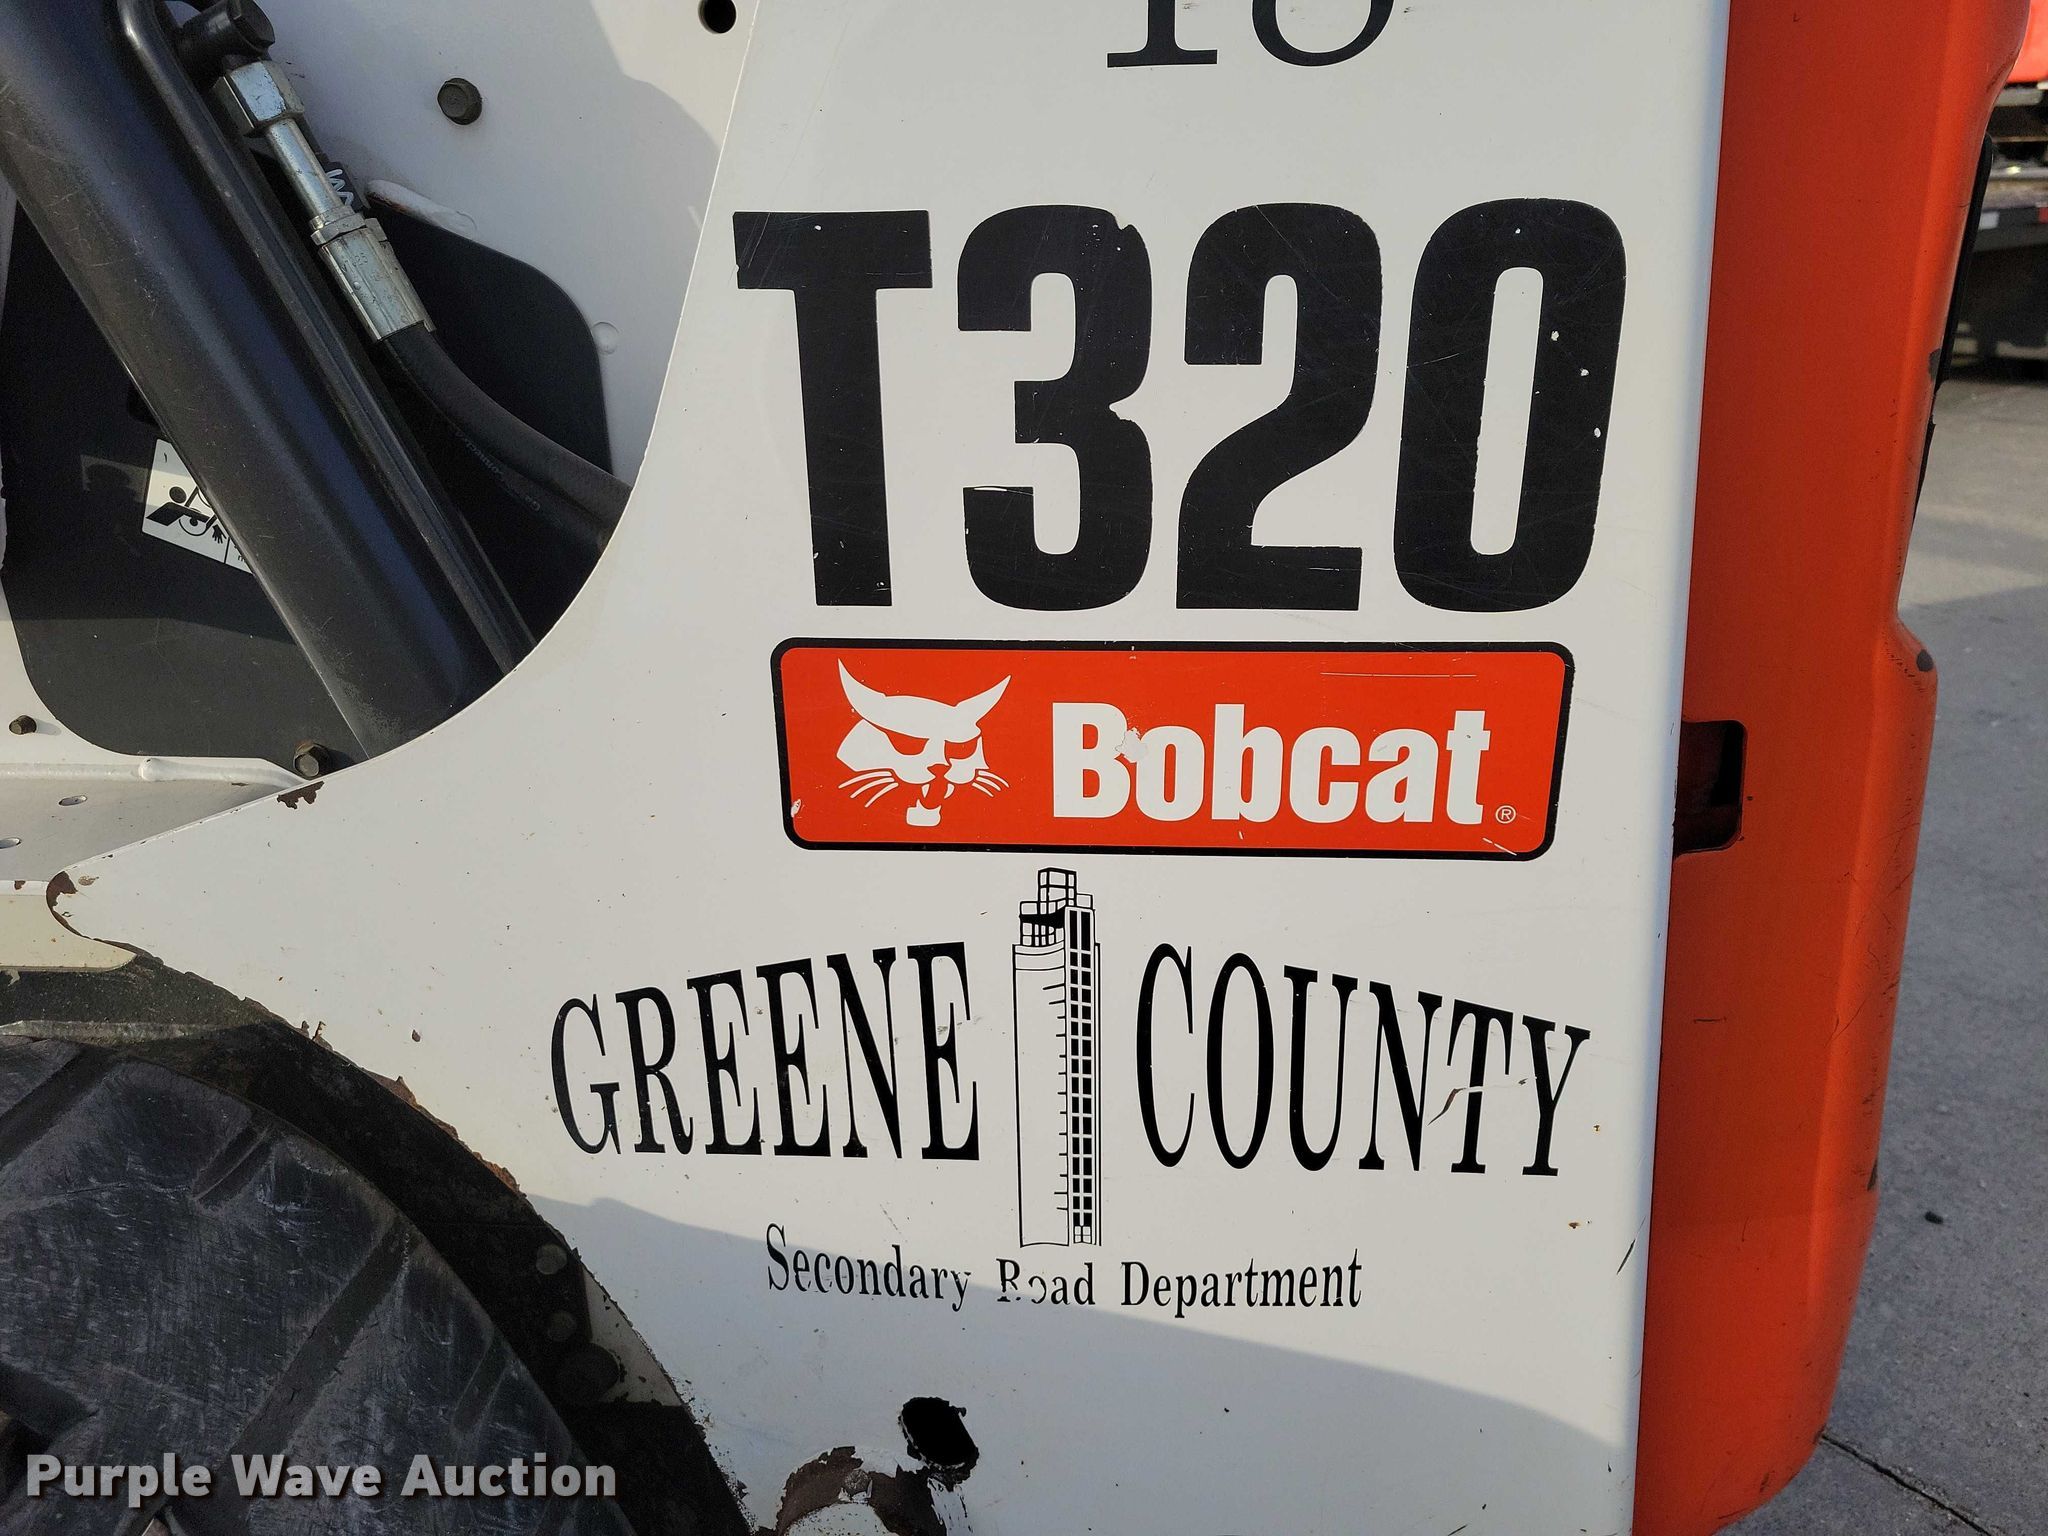 T320
Bobcat ®
GREENE COUNTY
Secondary Road Department
Purple Wave Auction